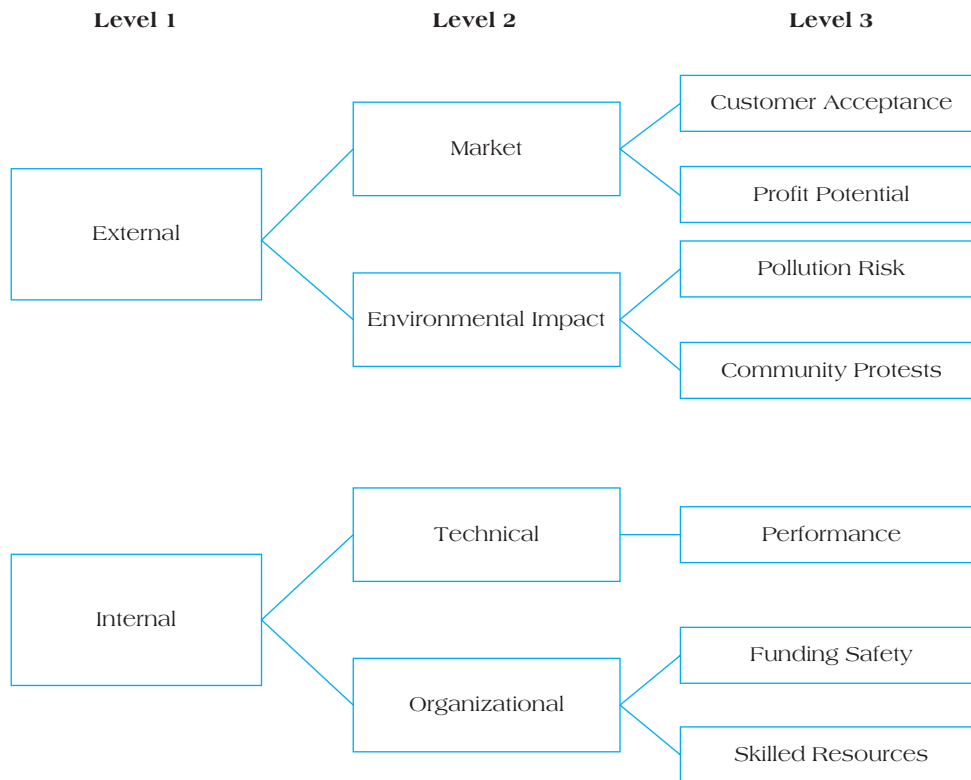 Level 1
Level 2
Level 3
External
Market
Customer Acceptance
Profit Potential
Environmental Impact
Pollution Risk
Community Protests
Internal
Technical
Performance
Organizational
Funding Safety
Skilled Resources